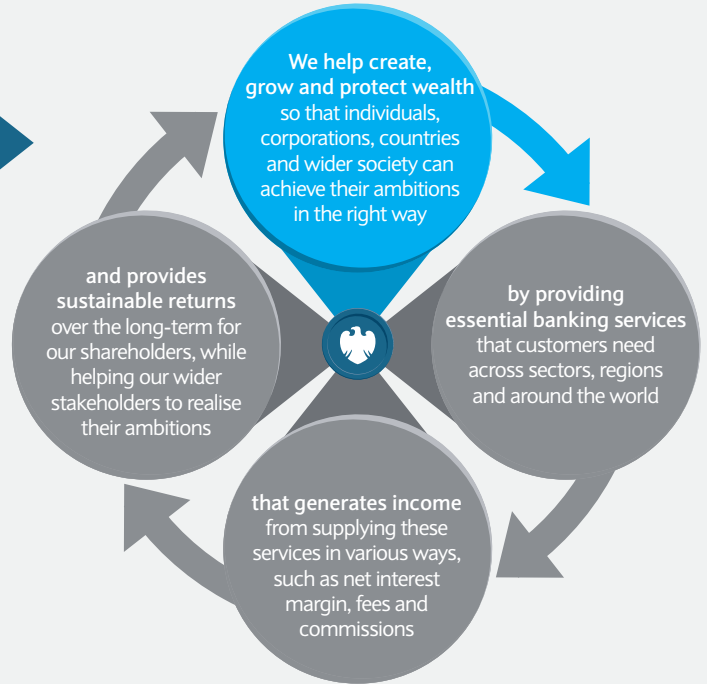 We help create,
grow and protect wealth
so that individuals,
corporations, countries
and wider society can
achieve their ambitions
in the right way
by providing
essential banking services
that customers need
across sectors, regions
and around the world
that generates income
from supplying these
services in various ways,
such as net interest
margin, fees and
commissions
and provides
sustainable returns
over the long-term for
our shareholders, while
helping our wider
stakeholders to realise
their ambitions